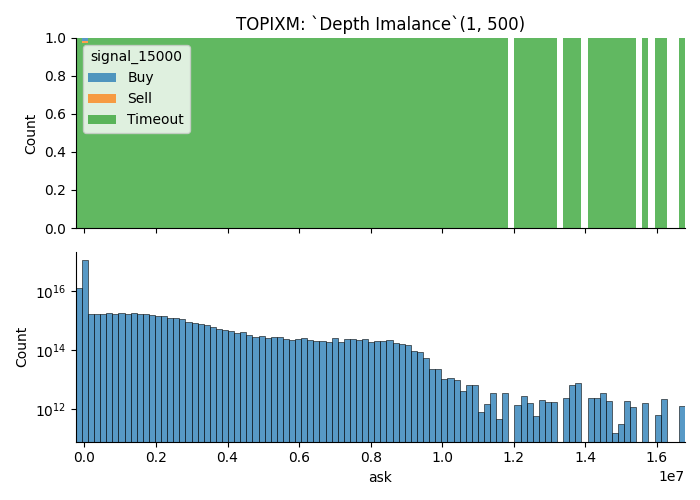 TOPIXM: `Depth Imalance`(1, 500)
1.0
0.8
0.6
0.4
0.2
0.0
Count
signal_15000
Buy
Sell
Timeout
10^16
10^14
10^12
Count
0.0 0.2 0.4 0.6 0.8 1.0 1.2 1.4 1.6
1e7
ask